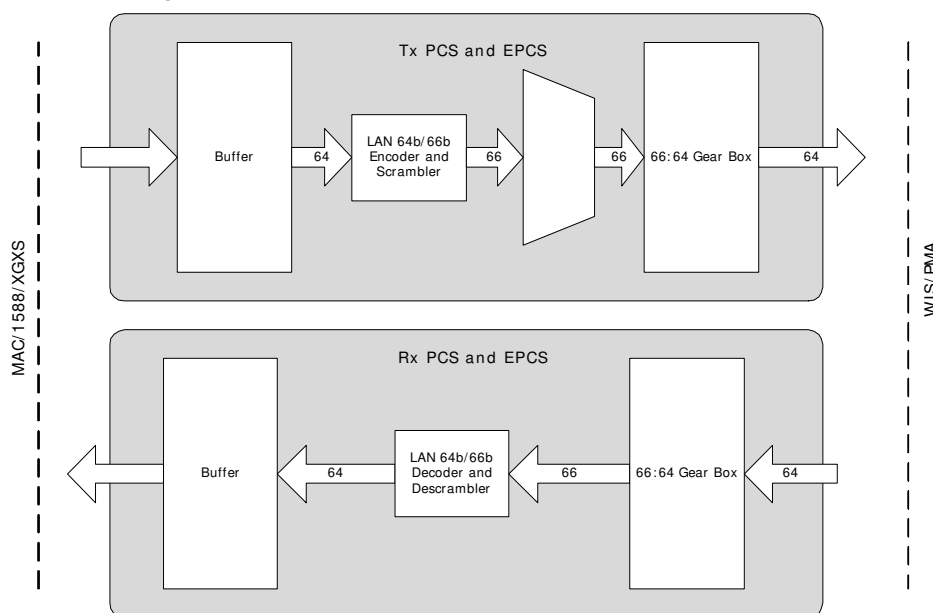 Tx PCS and EPCS
Buffer
64
LAN 64b/66b
Encoder and
Scrambler
66
66
66:64 Gear Box
64
MAC/1588/XGXS
WIS/PMA
Rx PCS and EPCS
Buffer
64
LAN 64b/66b
Decoder and
Descrambler
66
66:64 Gear Box
64